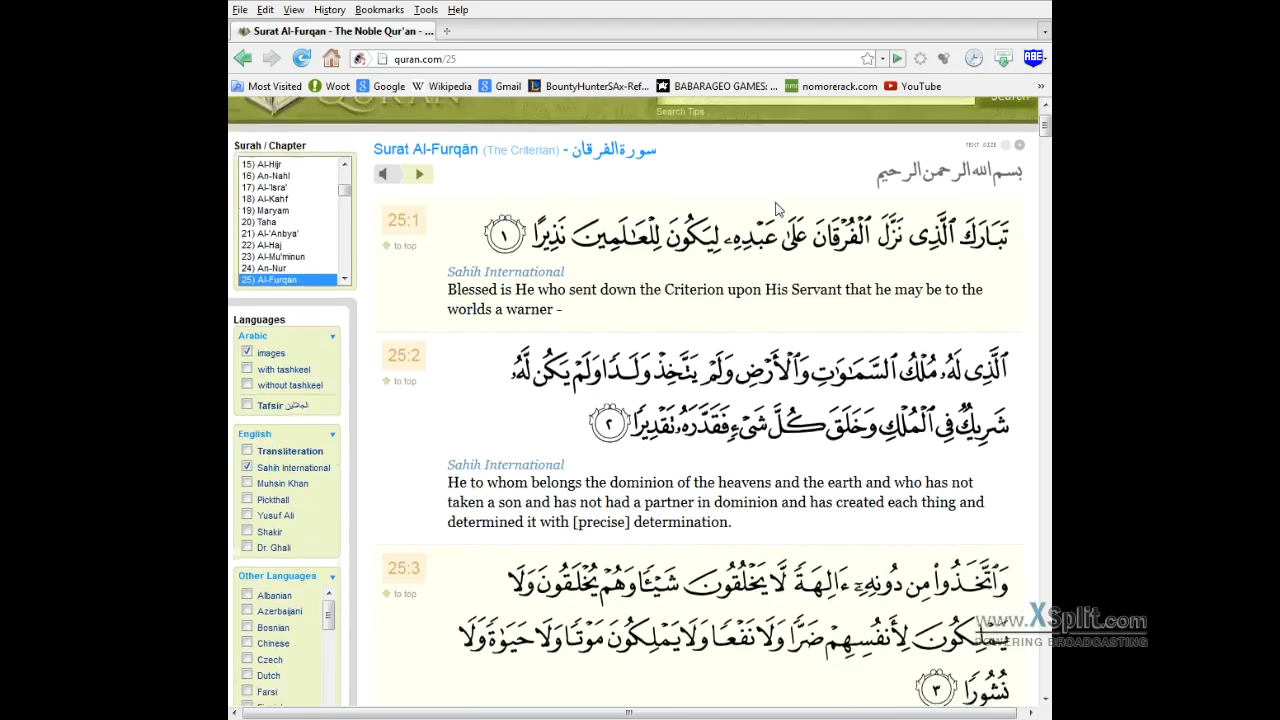 File Edit View History Bookmarks Tools Help
Surat Al-Furqan - The Noble Qur'an - ...
quran.com/25
Most Visited Woot Google Wikipedia Gmail BountyHunterSAx-Ref... BABARAGEO GAMES: ... nomorerack.com YouTube »
Search
Search Tips
Surah / Chapter
15) Al-Hijr
16) An-Nahl
17) Al-'Isra'
18) Al-Kahf
19) Maryam
20) Taha
21) Al-'Anbya'
22) Al-Haj
23) Al-Mu'minun
24) An-Nur
25) Al-Furqan
Languages
Arabic
images
with tashkeel
without tashkeel
Tafsir الجلالين
English
Transliteration
Sahih International
Muhsin Khan
Pickthall
Yusuf Ali
Shakir
Dr. Ghali
Other Languages
Albanian
Azerbaijani
Bosnian
Chinese
Czech
Dutch
Farsi
Surat Al-Furqān (The Criterian) - سورة الفرقان
TEXT SIZE
بسم الله الرحمن الرحيم
25:1
to top
تَبَارَكَ ٱلَّذِى نَزَّلَ ٱلْفُرْقَانَ عَلَىٰ عَبْدِهِۦ لِيَكُونَ لِلْعَـٰلَمِينَ نَذِيرًا ١
Sahih International
Blessed is He who sent down the Criterion upon His Servant that he may be to the
worlds a warner -
25:2
to top
ٱلَّذِى لَهُۥ مُلْكُ ٱلسَّمَـٰوَٰتِ وَٱلْأَرْضِ وَلَمْ يَتَّخِذْ وَلَدًا وَلَمْ يَكُن لَّهُۥ
شَرِيكٌ فِى ٱلْمُلْكِ وَخَلَقَ كُلَّ شَىْءٍ فَقَدَّرَهُۥ تَقْدِيرًا ٢
Sahih International
He to whom belongs the dominion of the heavens and the earth and who has not
taken a son and has not had a partner in dominion and has created each thing and
determined it with [precise] determination.
25:3
to top
وَٱتَّخَذُوا۟ مِن دُونِهِۦٓ ءَالِهَةً لَّا يَخْلُقُونَ شَيْـًٔا وَهُمْ يُخْلَقُونَ وَلَا
يَمْلِكُونَ لِأَنفُسِهِمْ ضَرًّا وَلَا نَفْعًا وَلَا يَمْلِكُونَ مَوْتًا وَلَا حَيَوٰةً وَلَا
نُشُورًا ٣
www.XSplit.com
POWERING BROADCASTING